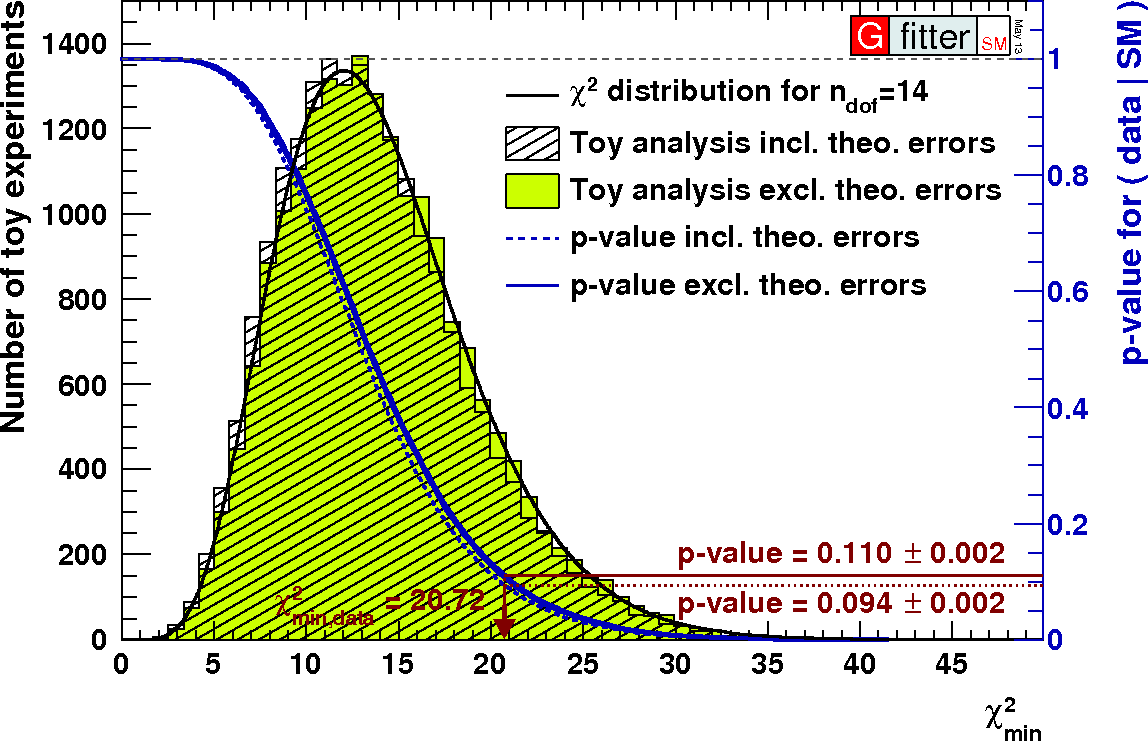 Number of toy experiments
1400
1200
1000
800
600
400
200
0
0 5 10 15 20 25 30 35 40 45
χ²min
p-value for ( data | SM )
1
0.8
0.6
0.4
0.2
0
G fitter SM
May 13
χ² distribution for n_dof=14
Toy analysis incl. theo. errors
Toy analysis excl. theo. errors
p-value incl. theo. errors
p-value excl. theo. errors
p-value = 0.110 ± 0.002
p-value = 0.094 ± 0.002
χ²min,data = 20.72